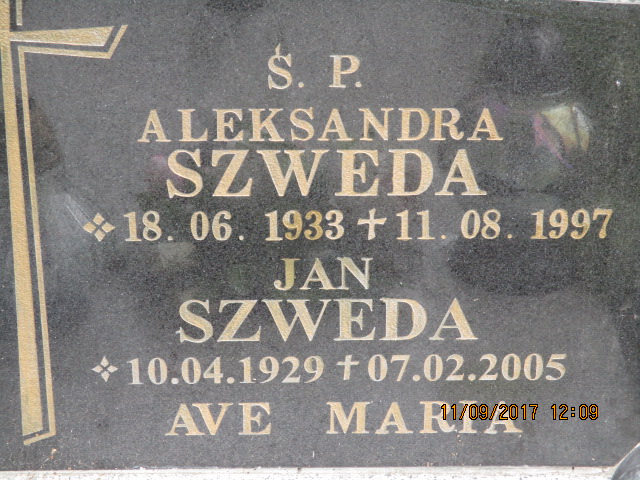 Ś. P.
ALEKSANDRA
SZWEDA
18. 06. 1933 + 11. 08. 1997
JAN
SZWEDA
10.04.1929 + 07.02.2005
AVE MARIA
11/09/2017 12:09